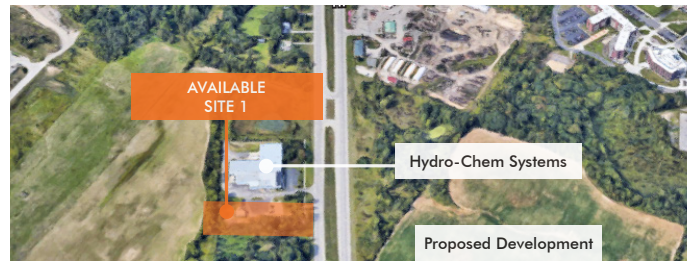 AVAILABLE
SITE 1
Hydro-Chem Systems
Proposed Development